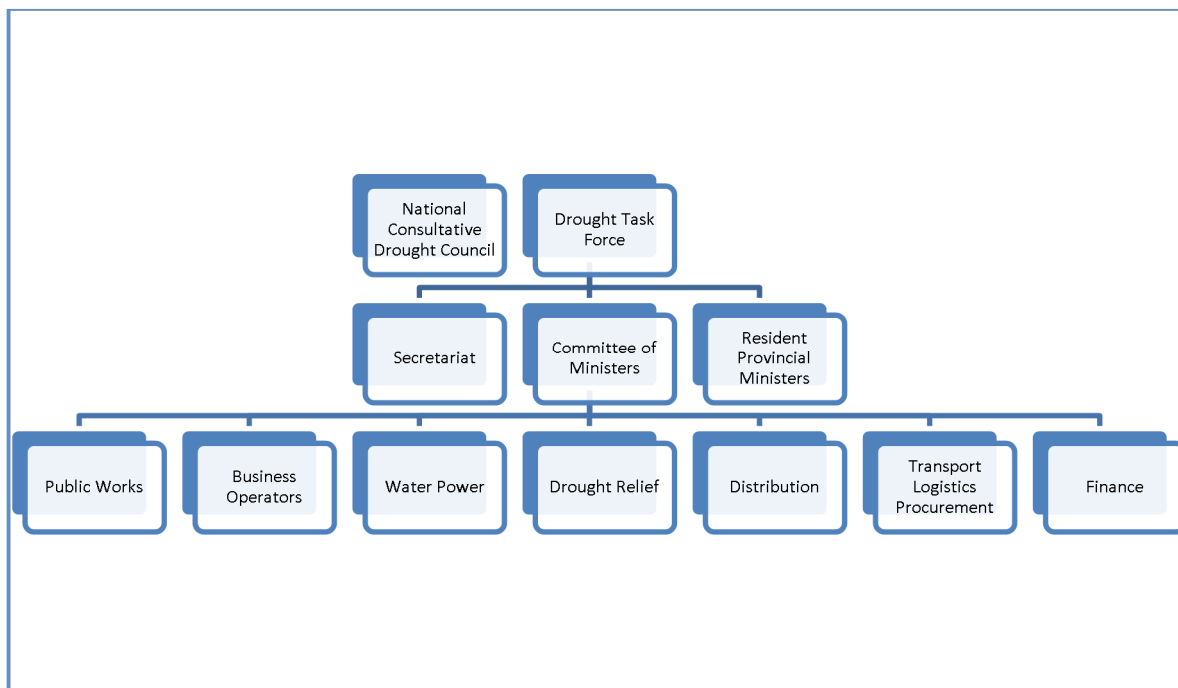 National
Consultative
Drought Council
Drought Task
Force
Secretariat
Committee of
Ministers
Resident
Provincial
Ministers
Public Works
Business
Operators
Water Power
Drought Relief
Distribution
Transport
Logistics
Procurement
Finance